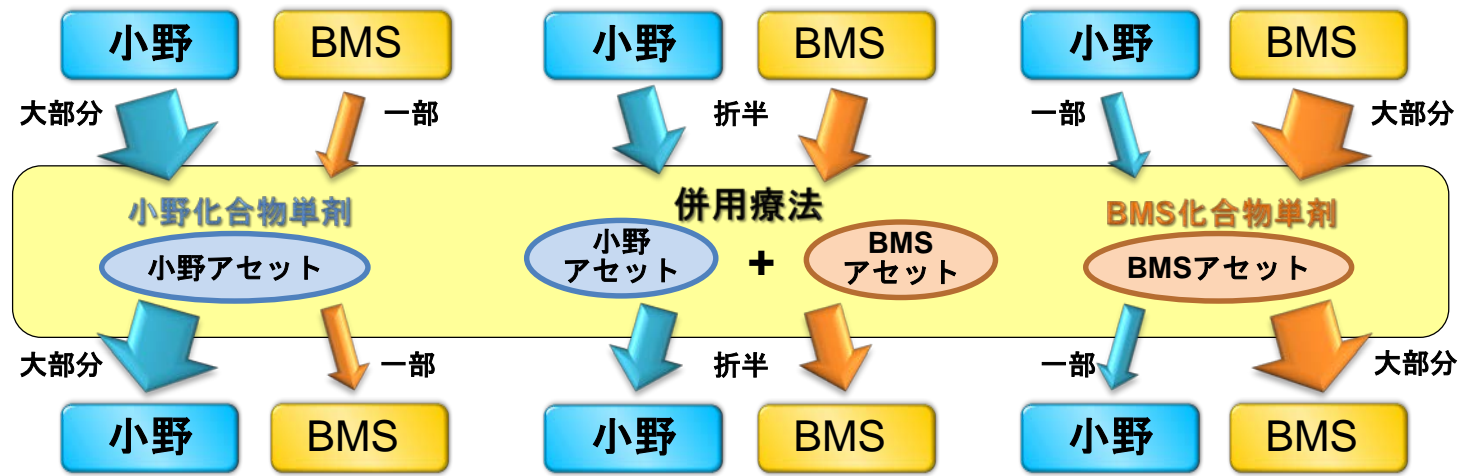 小野 BMS 小野 BMS 小野 BMS
大部分 一部 折半 一部 大部分
小野化合物単剤 併用療法 BMS化合物単剤
小野アセット
小野
アセット
+
BMS
アセット
BMSアセット
大部分 一部 折半 一部 大部分
小野 BMS 小野 BMS 小野 BMS